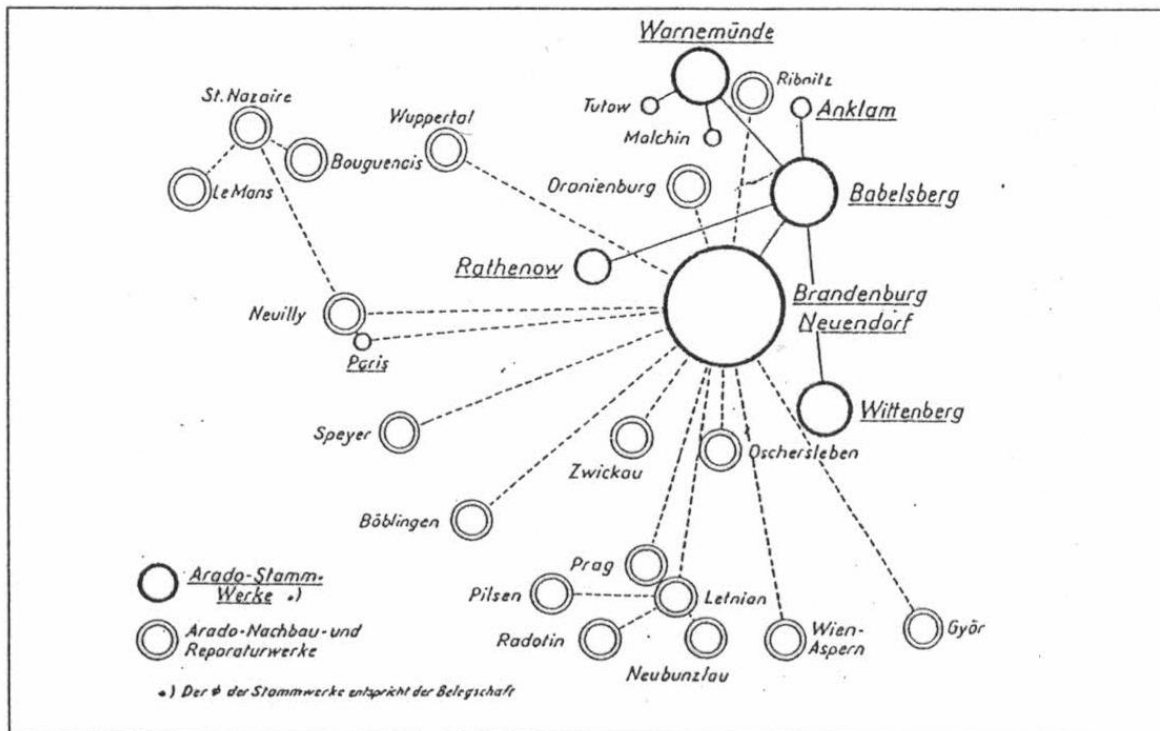 Warnemünde
Ribnitz
St. Nazaire
Tutow
Anklam
Wuppertal
Malchin
Bouguenais
Oranienburg
Le Mans
Babelsberg
Rathenow
Brandenburg
Neuendorf
Neuilly
Paris
Wittenberg
Speyer
Oschersleben
Zwickau
Böblingen
Prag
Pilsen
Letnian
Arado-Stamm-
Werke •)
Radotin
Wien-
Aspern
Györ
Arado-Nachbau- und
Reparaturwerke
Neubunzlau
•) Der ϕ der Stammwerke entspricht der Belegschaft